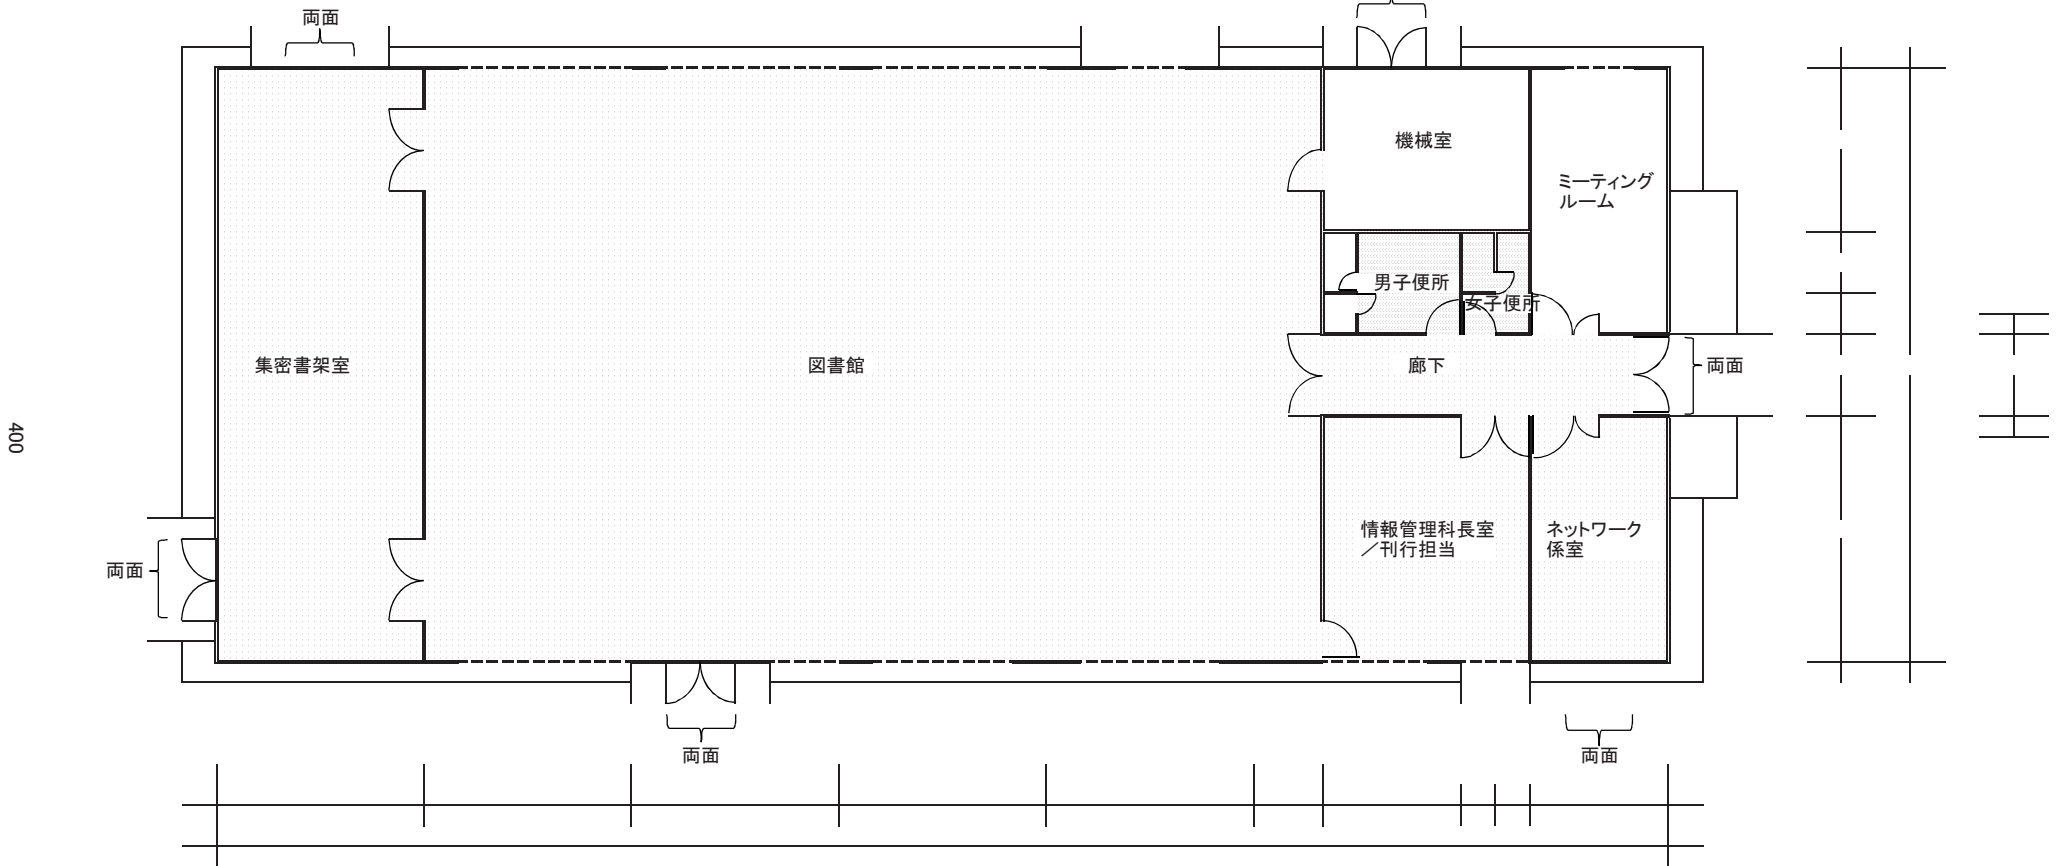 両面
機械室
ミーティング
ルーム
男子便所
女子便所
集密書架室
図書館
廊下
両面
400
情報管理科長室
／刊行担当
ネットワーク
係室
両面
両面
両面